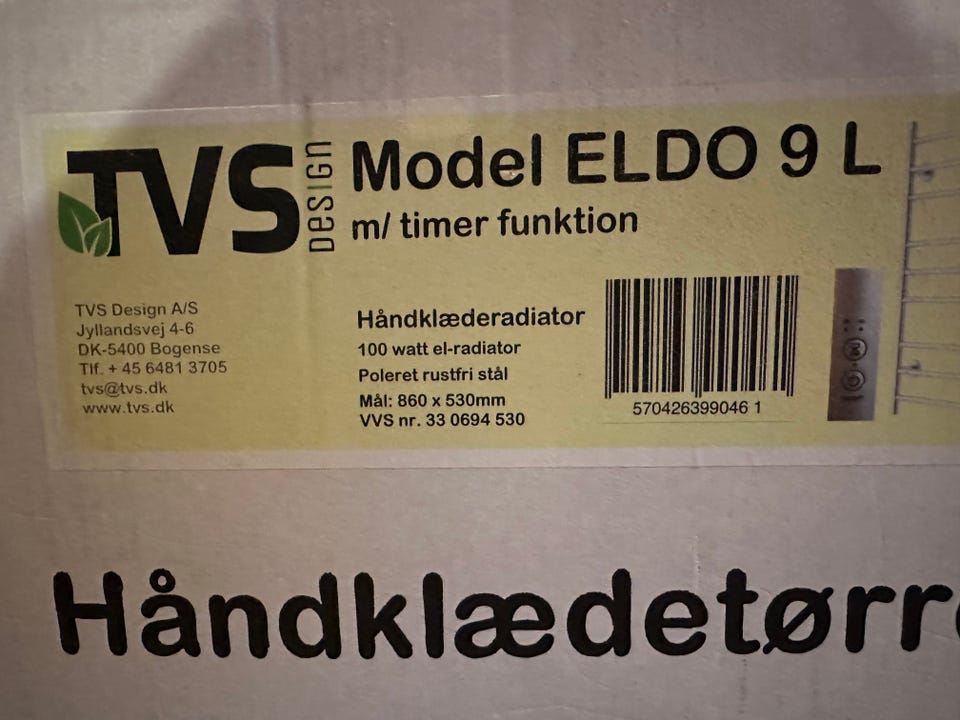 TVS DESIGN
Model ELDO 9 L
m/ timer funktion
TVS Design A/S
Jyllandsvej 4-6
DK-5400 Bogense
Tlf. + 45 6481 3705
tvs@tvs.dk
www.tvs.dk
Håndklæderadiator
100 watt el-radiator
Poleret rustfri stål
Mål: 860 x 530mm
VVS nr. 33 0694 530
570426399046 1
Håndklædetørre